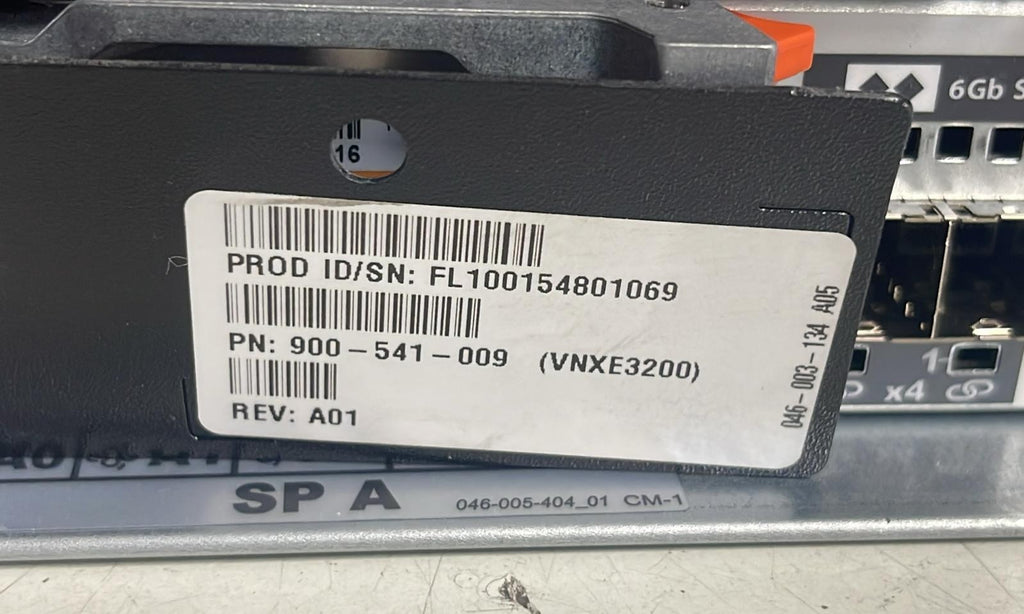 6Gb
16
PROD ID/SN: FL100154801069
PN: 900-541-009 (VNXE3200)
REV: A01
046-003-134 A05
1
x4
SP A 046-005-404_01 CM-1